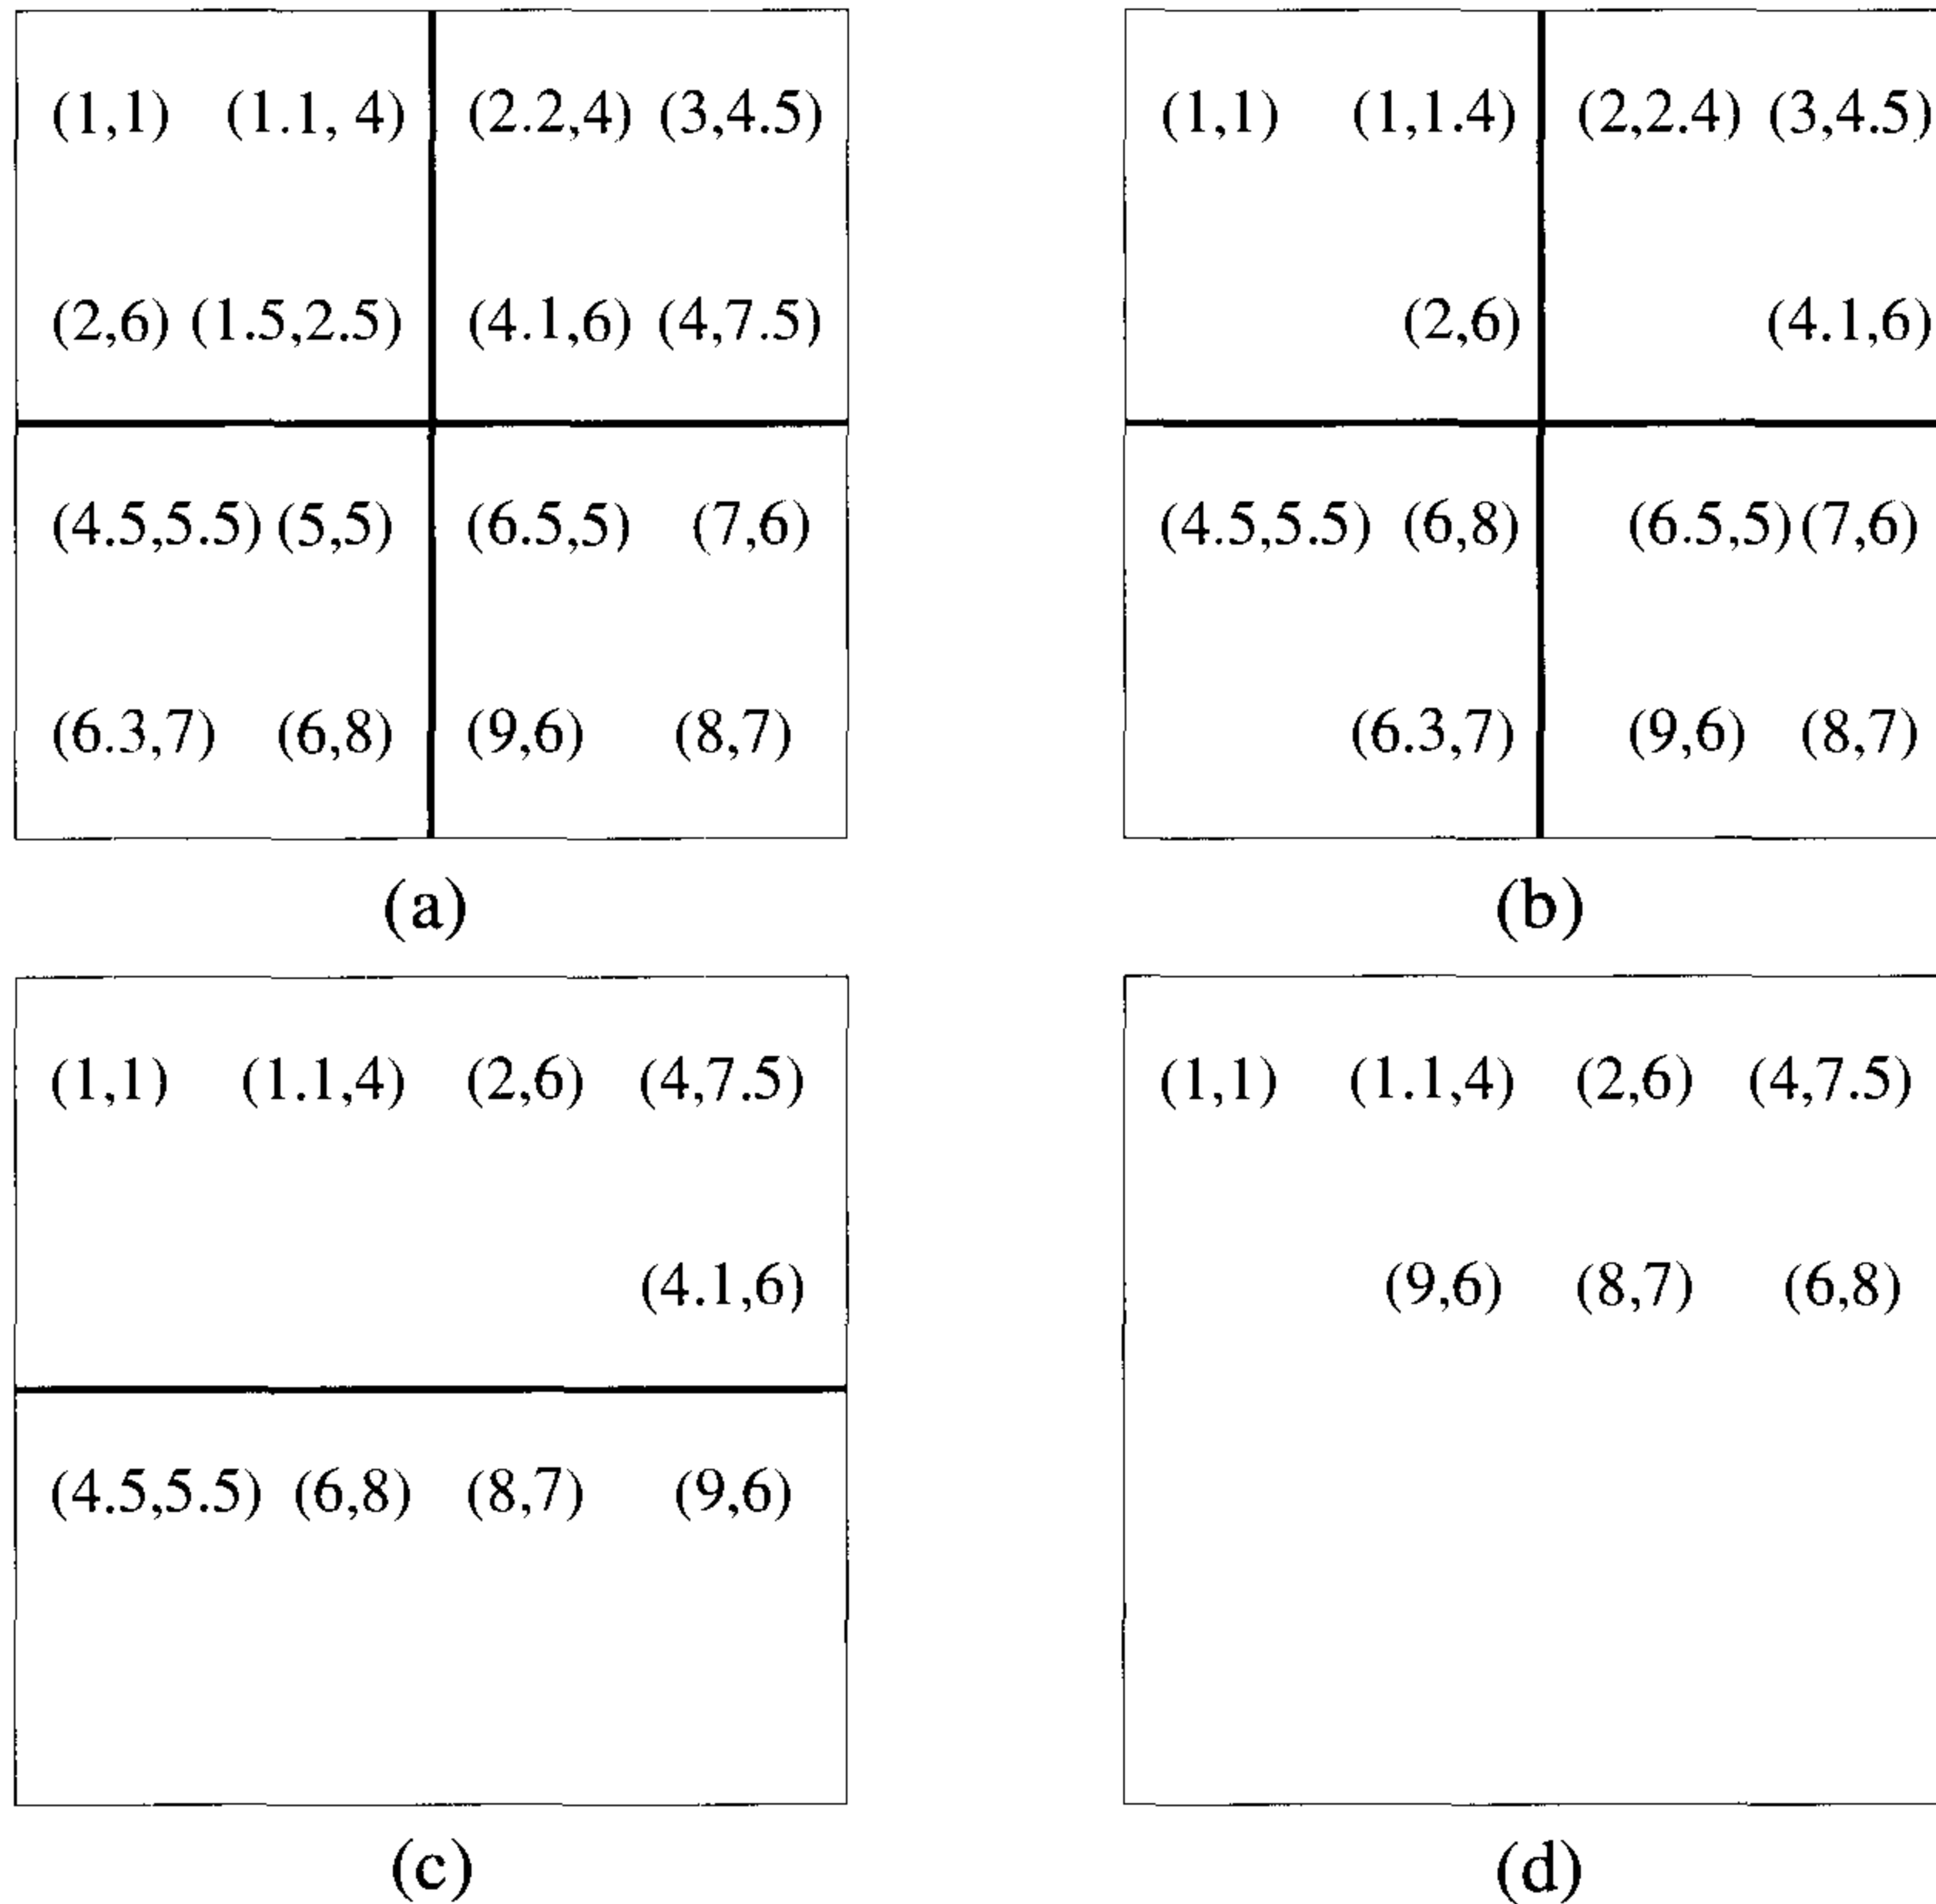 (1,1) (1.1, 4) (2.2,4) (3,4.5)
(2,6) (1.5,2.5) (4.1,6) (4,7.5)
(4.5,5.5) (5,5) (6.5,5) (7,6)
(6.3,7) (6,8) (9,6) (8,7)
(a)
(1,1) (1,1.4) (2,2.4) (3,4.5)
(2,6) (4.1,6)
(4.5,5.5) (6,8) (6.5,5) (7,6)
(6.3,7) (9,6) (8,7)
(b)
(1,1) (1.1,4) (2,6) (4,7.5)
(4.1,6)
(4.5,5.5) (6,8) (8,7) (9,6)
(c)
(1,1) (1.1,4) (2,6) (4,7.5)
(9,6) (8,7) (6,8)
(d)